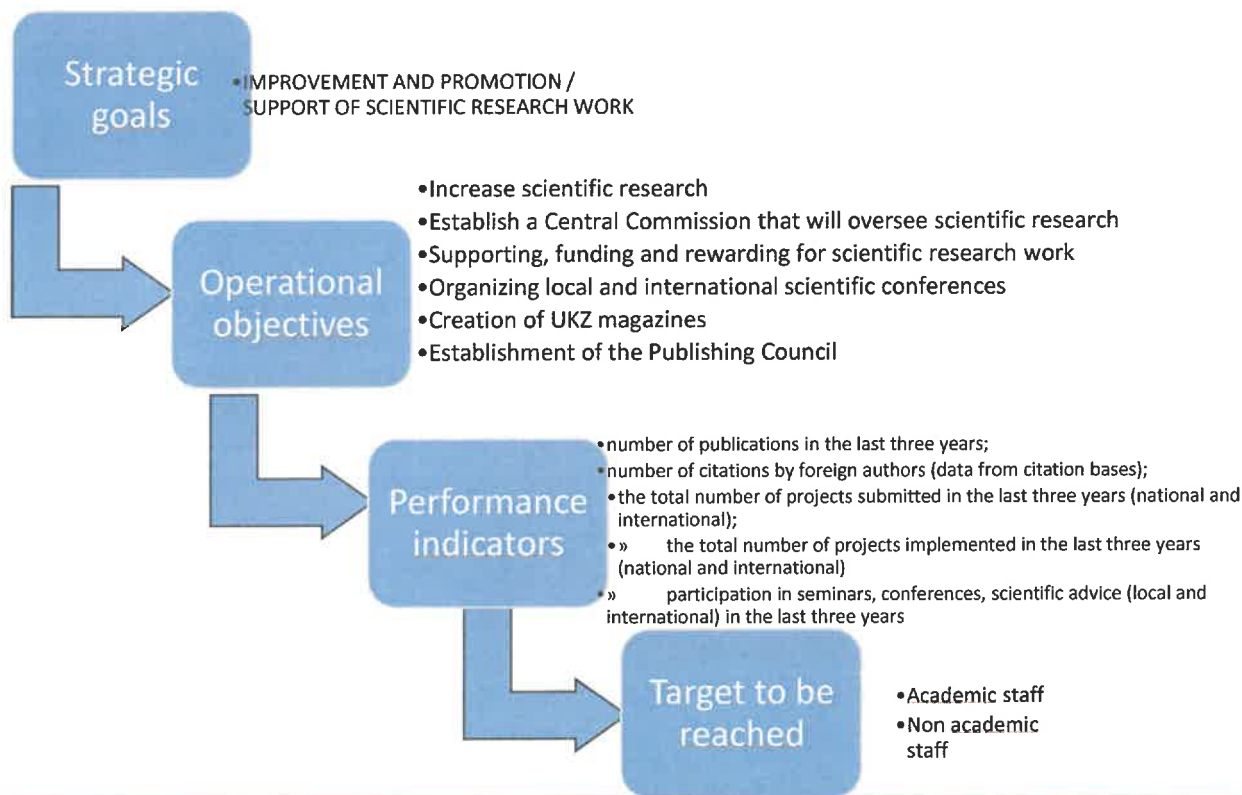 Strategic
goals
•IMPROVEMENT AND PROMOTION /
SUPPORT OF SCIENTIFIC RESEARCH WORK
Operational
objectives
•Increase scientific research
•Establish a Central Commission that will oversee scientific research
•Supporting, funding and rewarding for scientific research work
•Organizing local and international scientific conferences
•Creation of UKZ magazines
•Establishment of the Publishing Council
Performance
indicators
•number of publications in the last three years;
•number of citations by foreign authors (data from citation bases);
•the total number of projects submitted in the last three years (national and
international);
•» the total number of projects implemented in the last three years
(national and international)
•» participation in seminars, conferences, scientific advice (local and
international) in the last three years
Target to be
reached
•Academic staff
•Non academic
staff